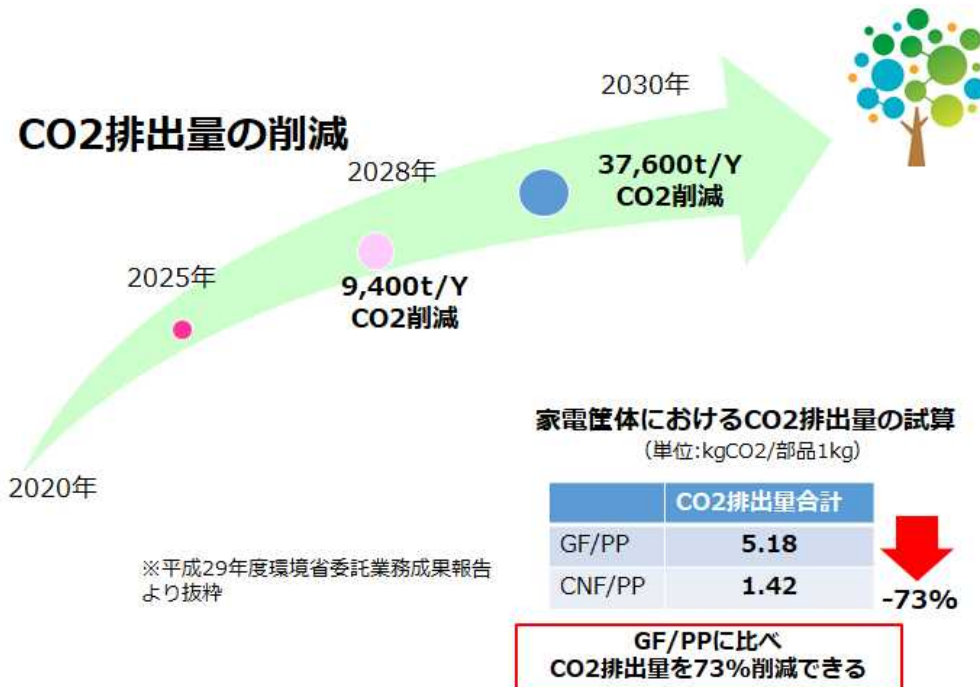 CO2排出量の削減
2030年
37,600t/Y
CO2削減
2028年
9,400t/Y
CO2削減
2025年
2020年
家電筐体におけるCO2排出量の試算
(単位:kgCO2/部品1kg)
CO2排出量合計
GF/PP 5.18
CNF/PP 1.42
-73%
※平成29年度環境省委託業務成果報告
より抜粋
GF/PPに比べ
CO2排出量を73%削減できる